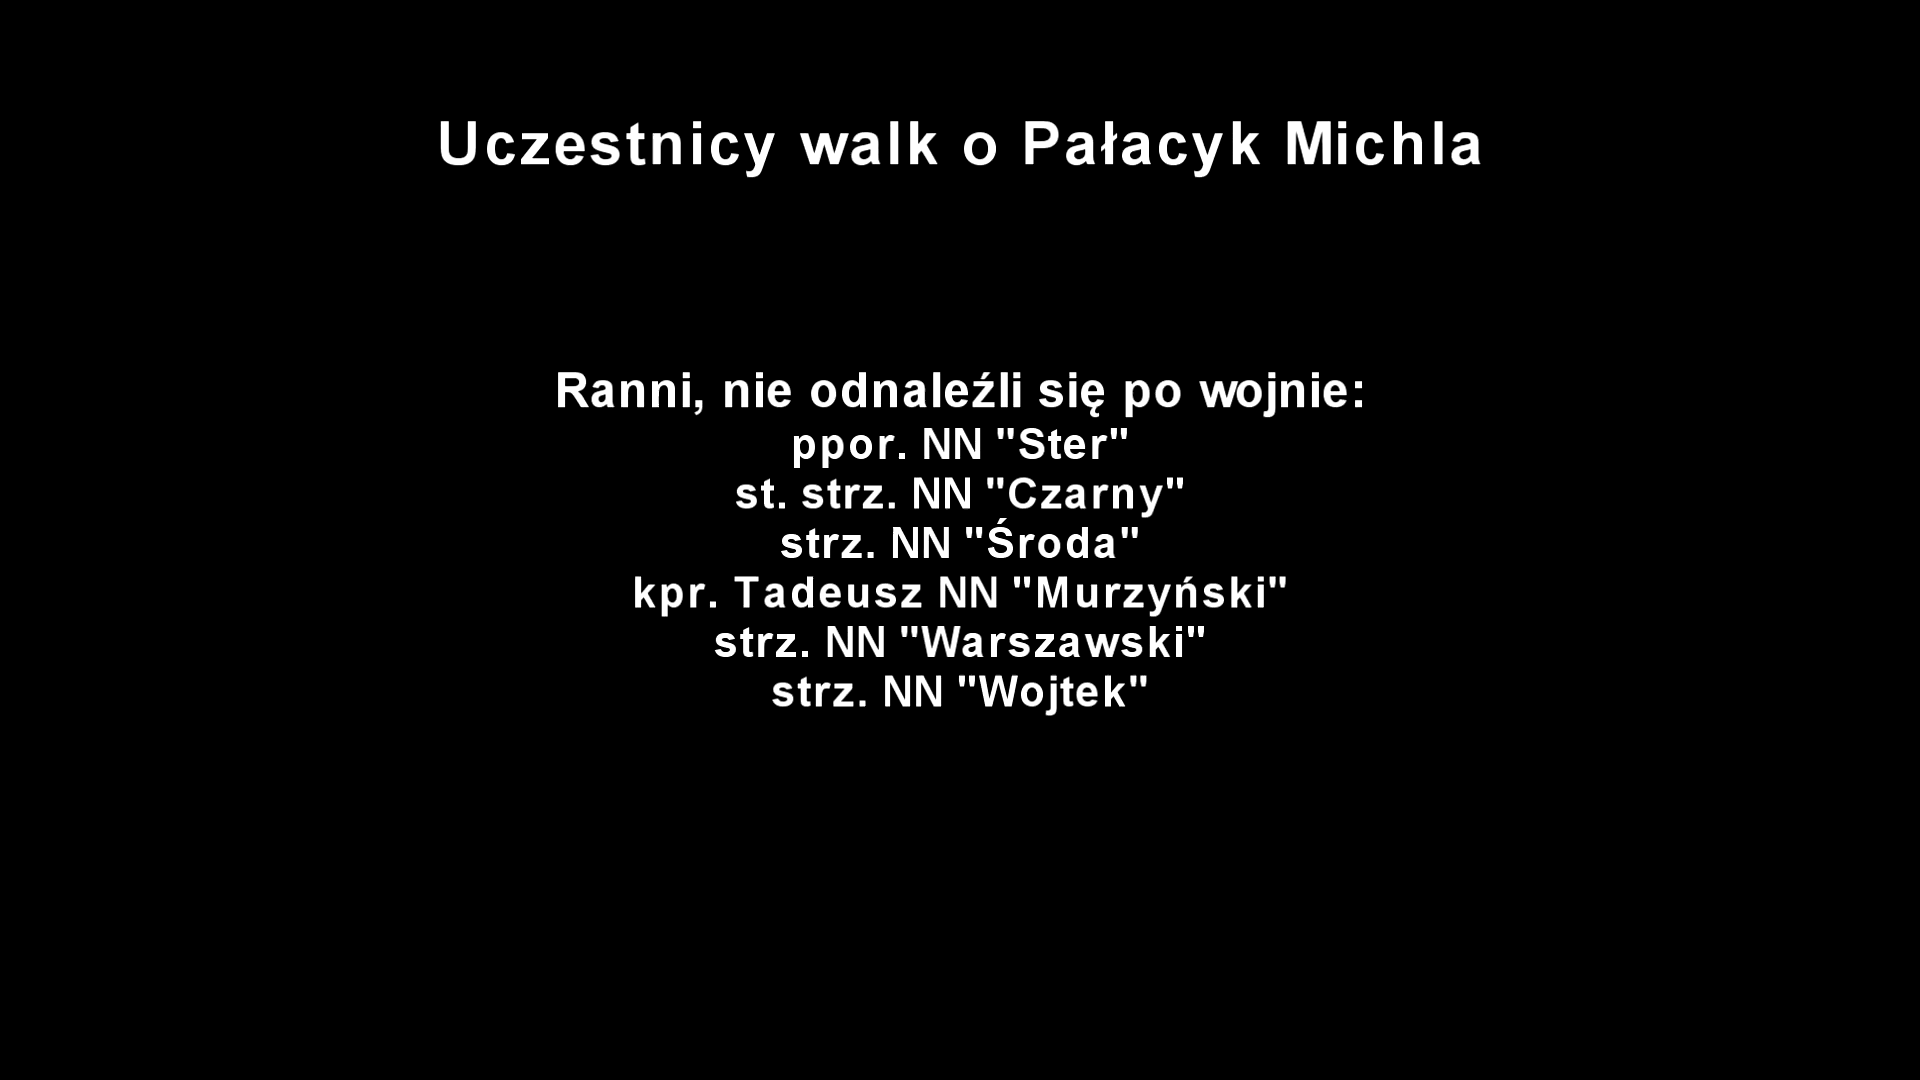 Uczestnicy walk o Pałacyk Michla
Ranni, nie odnaleźli się po wojnie:
ppor. NN "Ster"
st. strz. NN "Czarny"
strz. NN "Środa"
kpr. Tadeusz NN "Murzyński"
strz. NN "Warszawski"
strz. NN "Wojtek"